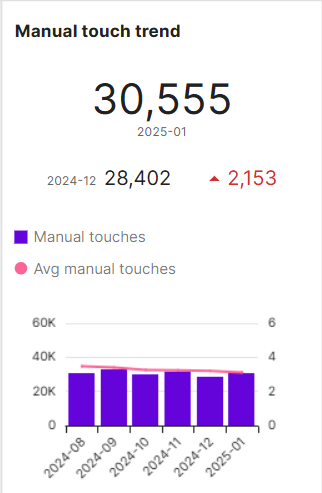 Manual touch trend
30,555
2025-01
2024-12 28,402 2,153
Manual touches
Avg manual touches
60K 6
40K 4
20K 2
0 0
2024-08 2024-09 2024-10 2024-11 2024-12 2025-01